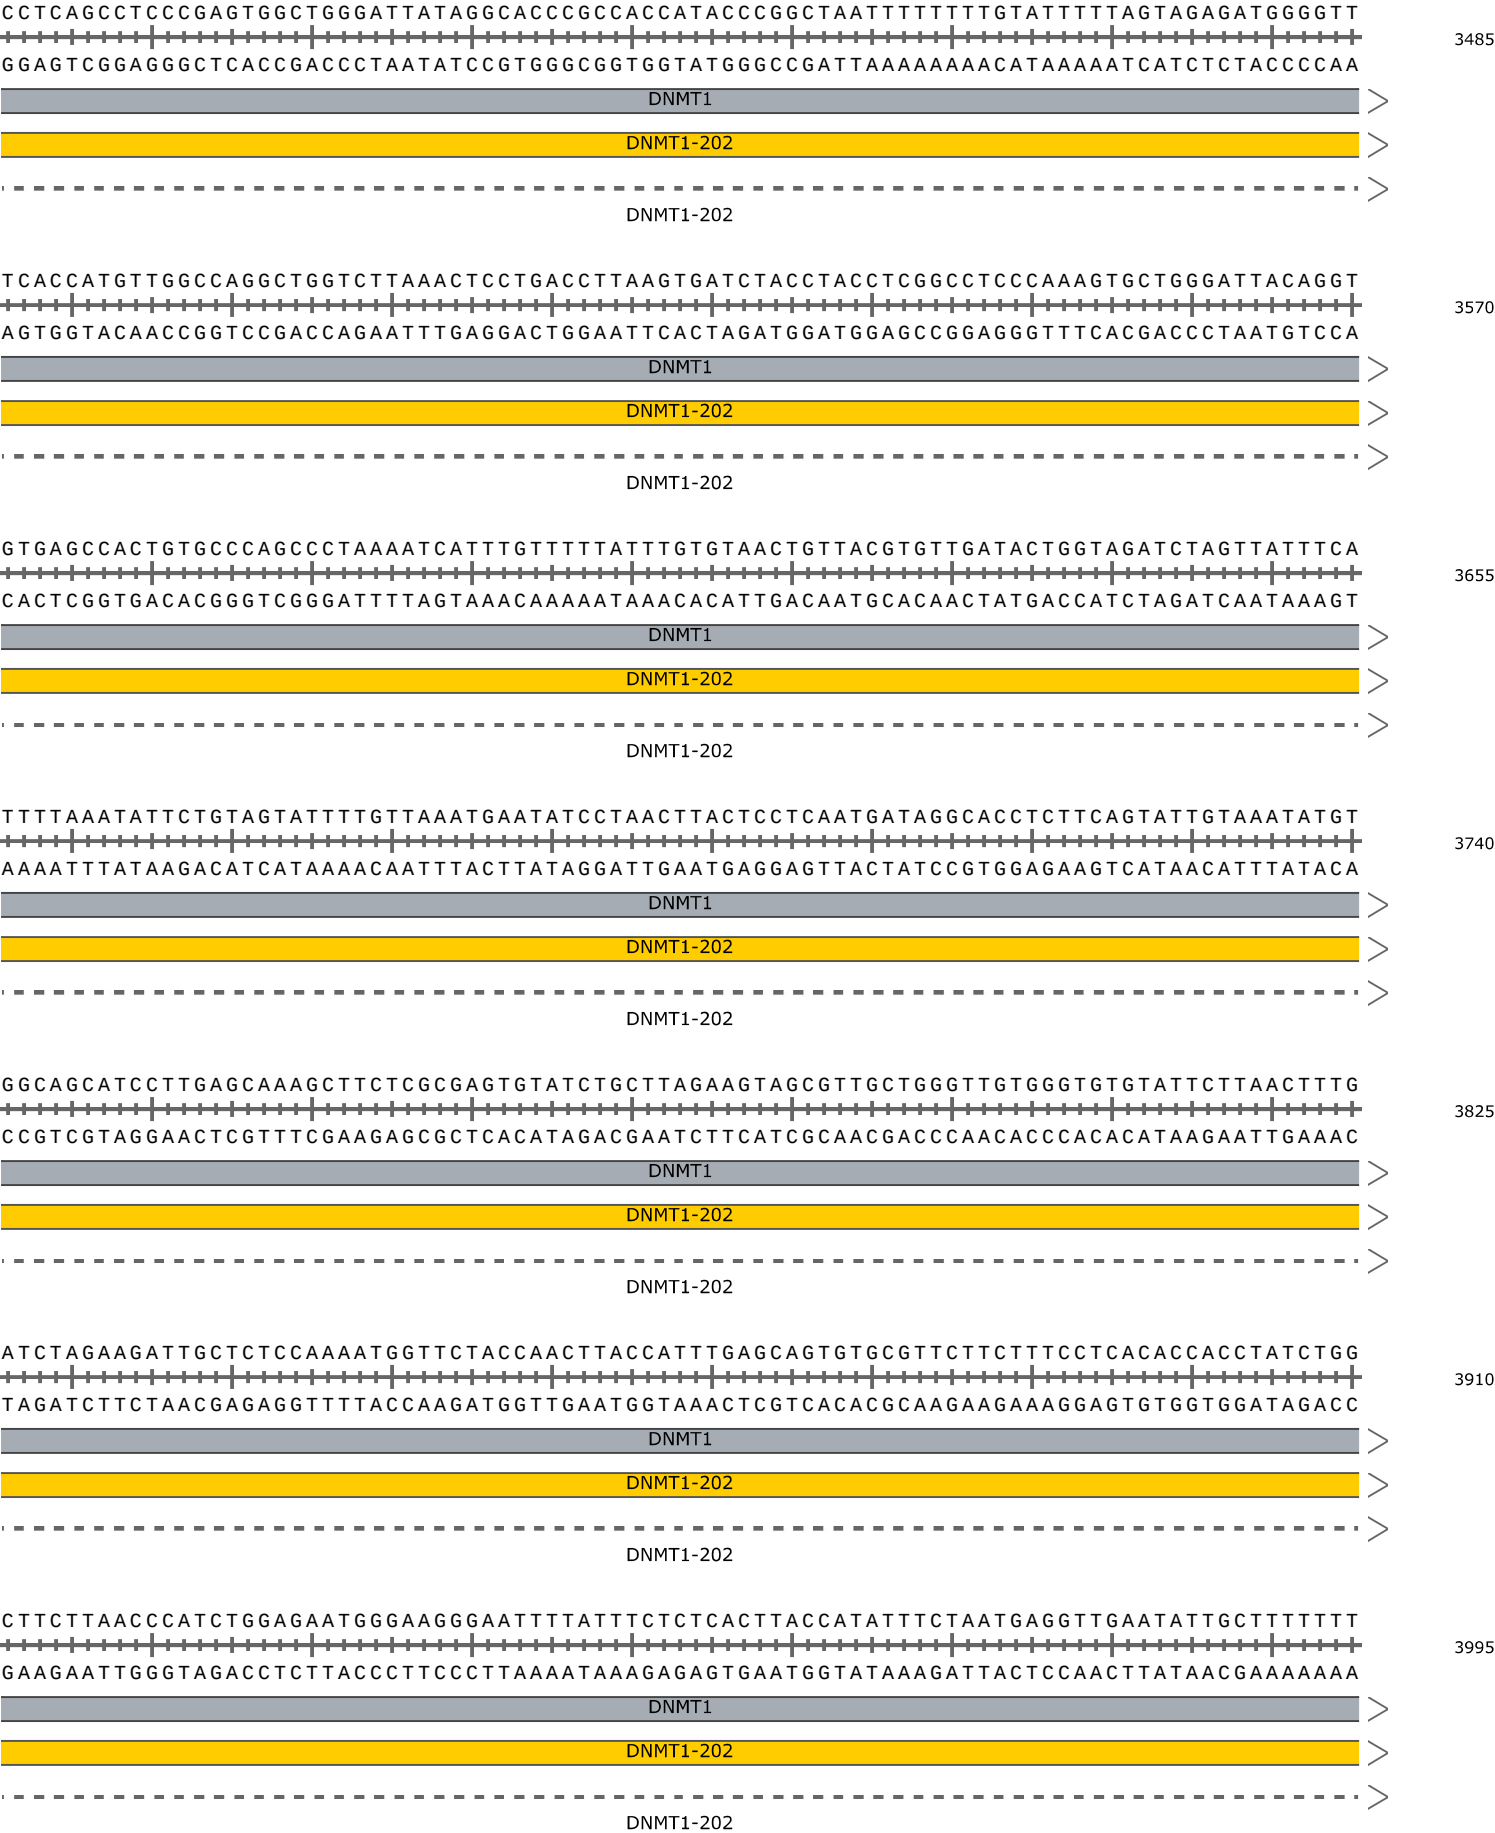 CCTCAGCCTCCCGAGTGGCTGGGATTATAGGCACCCGCCACCATACCCGGCTAATTTTTTTTGTATTTTTAGTAGAGATGGGGTT
3485
GGAGTCGGAGGGCTCACCGACCCTAATATCCGTGGGCGGTGGTATGGGCCGATTAAAAAAAACATAAAAATCATCTCTACCCCAA
DNMT1
DNMT1-202
DNMT1-202
TCACCATGTTGGCCAGGCTGGTCTTAAACTCCTGACCTTAAGTGATCTACCTACCTCGGCCTCCCAAAGTGCTGGGATTACAGGT
3570
AGTGGTACAACCGGTCCGACCAGAATTTGAGGACTGGAATTCACTAGATGGATGGAGCCGGAGGGTTTCACGACCCTAATGTCCA
DNMT1
DNMT1-202
DNMT1-202
GTGAGCCACTGTGCCCAGCCCTAAAATCATTTGTTTTTATTTGTGTAACTGTTACGTGTTGATACTGGTAGATCTAGTTATTTCA
3655
CACTCGGTGACACGGGTCGGGATTTTAGTAAACAAAAATAAACACATTGACAATGCACAACTATGACCATCTAGATCAATAAAGT
DNMT1
DNMT1-202
DNMT1-202
TTTTAAATATTCTGTAGTATTTTGTTAAATGAATATCCTAACTTACTCCTCAATGATAGGCACCTCTTCAGTATTGTAAATATGT
3740
AAAATTTATAAGACATCATAAAACAATTTACTTATAGGATTGAATGAGGAGTTACTATCCGTGGAGAAGTCATAACATTTATACA
DNMT1
DNMT1-202
DNMT1-202
GGCAGCATCCTTGAGCAAAGCTTCTCGCGAGTGTATCTGCTTAGAAGTAGCGTTGCTGGGTTGTGGGTGTGTATTCTTAACTTTG
3825
CCGTCGTAGGAACTCGTTTCGAAGAGCGCTCACATAGACGAATCTTCATCGCAACGACCCAACACCCACACATAAGAATTGAAAC
DNMT1
DNMT1-202
DNMT1-202
ATCTAGAAGATTGCTCTCCAAAATGGTTCTACCAACTTACCATTTGAGCAGTGTGCGTTCTTCTTTCCTCACACCACCTATCTGG
3910
TAGATCTTCTAACGAGAGGTTTTACCAAGATGGTTGAATGGTAAACTCGTCACACGCAAGAAGAAAGGAGTGTGGTGGATAGACC
DNMT1
DNMT1-202
DNMT1-202
CTTCTTAACCCATCTGGAGAATGGGAAGGGAATTTTATTTCTCTCACTTACCATATTTCTAATGAGGTTGAATATTGCTTTTTTT
3995
GAAGAATTGGGTAGACCTCTTACCCTTCCCTTAAAATAAAGAGAGTGAATGGTATAAAGATTACTCCAACTTATAACGAAAAAAA
DNMT1
DNMT1-202
DNMT1-202